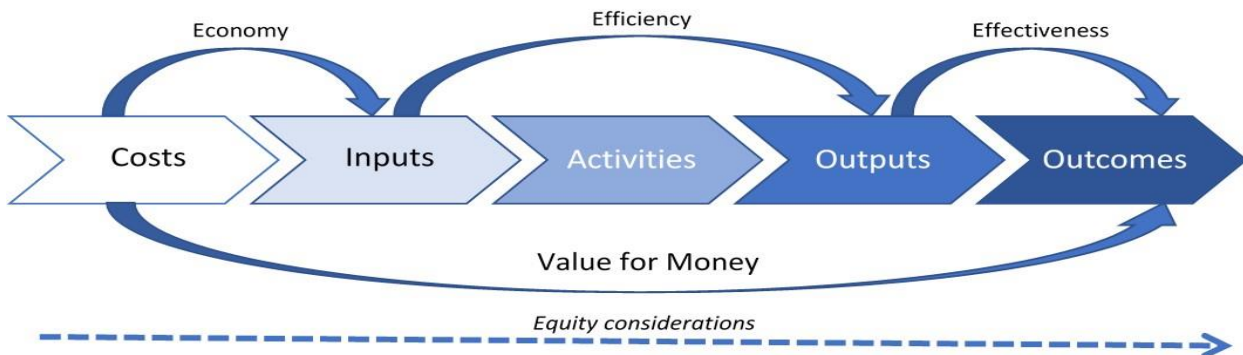 Economy
Efficiency
Effectiveness
Costs
Inputs
Activities
Outputs
Outcomes
Value for Money
Equity considerations